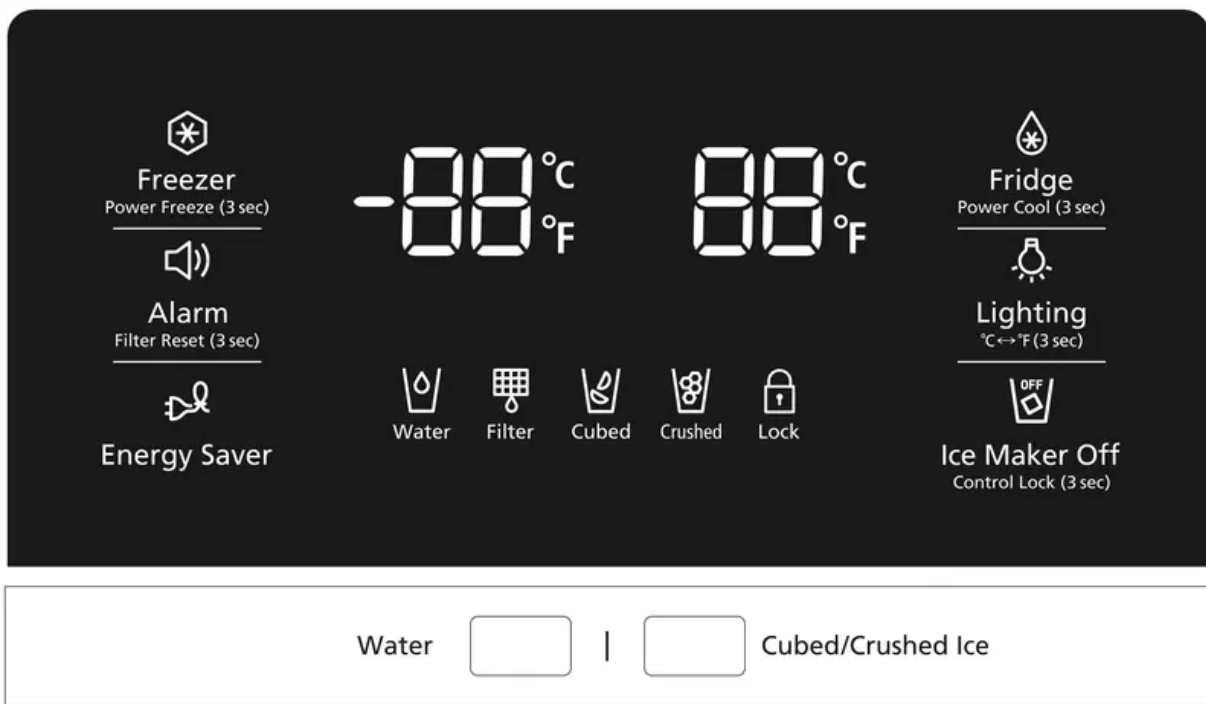 Freezer
Power Freeze (3 sec)
-88 °C
°F
88 °C
°F
Fridge
Power Cool (3 sec)
Alarm
Filter Reset (3 sec)
Lighting
℃↔℉(3 sec)
Energy Saver
Water Filter Cubed Crushed Lock
OFF
Ice Maker Off
Control Lock (3 sec)
Water | Cubed/Crushed Ice